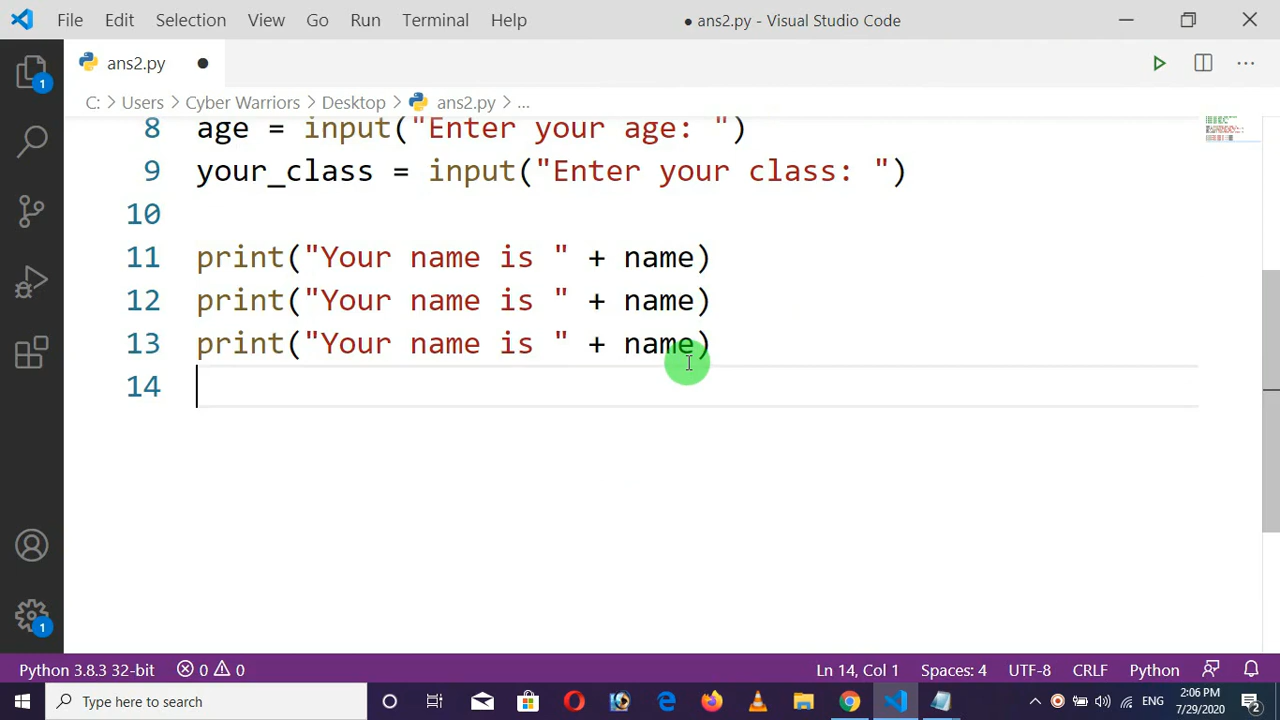 File Edit Selection View Go Run Terminal Help ● ans2.py - Visual Studio Code
ans2.py
C: > Users > Cyber Warriors > Desktop > ans2.py > ...
8 age = input("Enter your age: ")
9 your_class = input("Enter your class: ")
10
11 print("Your name is " + name)
12 print("Your name is " + name)
13 print("Your name is " + name)
14
1
1
Python 3.8.3 32-bit 0 0 Ln 14, Col 1 Spaces: 4 UTF-8 CRLF Python
Type here to search ENG 2:06 PM
7/29/2020 2